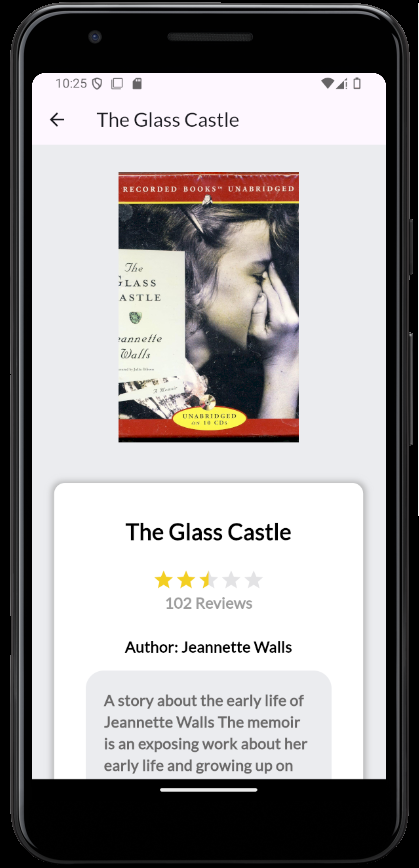 10:25
The Glass Castle
RECORDED BOOKS™ UNABRIDGED
The
GLASS
CASTLE
Jeannette
Walls
A Memoir
UNABRIDGED
ON 10 CDs
The Glass Castle
102 Reviews
Author: Jeannette Walls
A story about the early life of
Jeannette Walls The memoir
is an exposing work about her
early life and growing up on